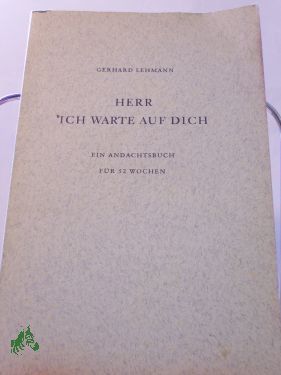 GERHARD LEHMANN
HERR
ICH WARTE AUF DICH
EIN ANDACHTSBUCH
FÜR 52 WOCHEN